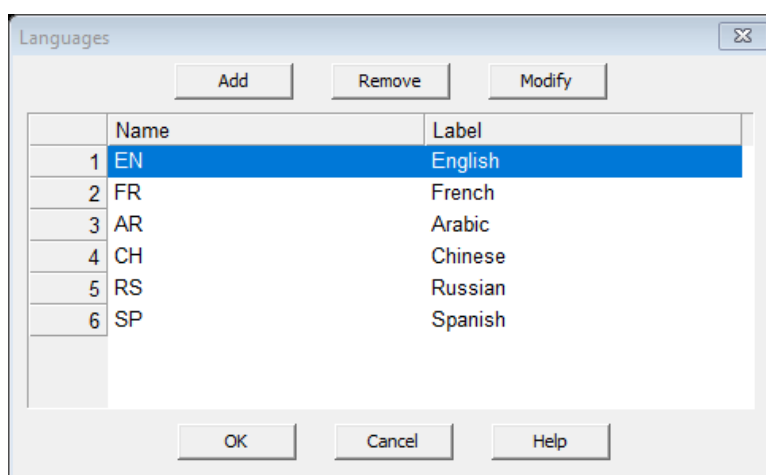 Languages
Add Remove Modify
Name Label
1 EN English
2 FR French
3 AR Arabic
4 CH Chinese
5 RS Russian
6 SP Spanish
OK Cancel Help